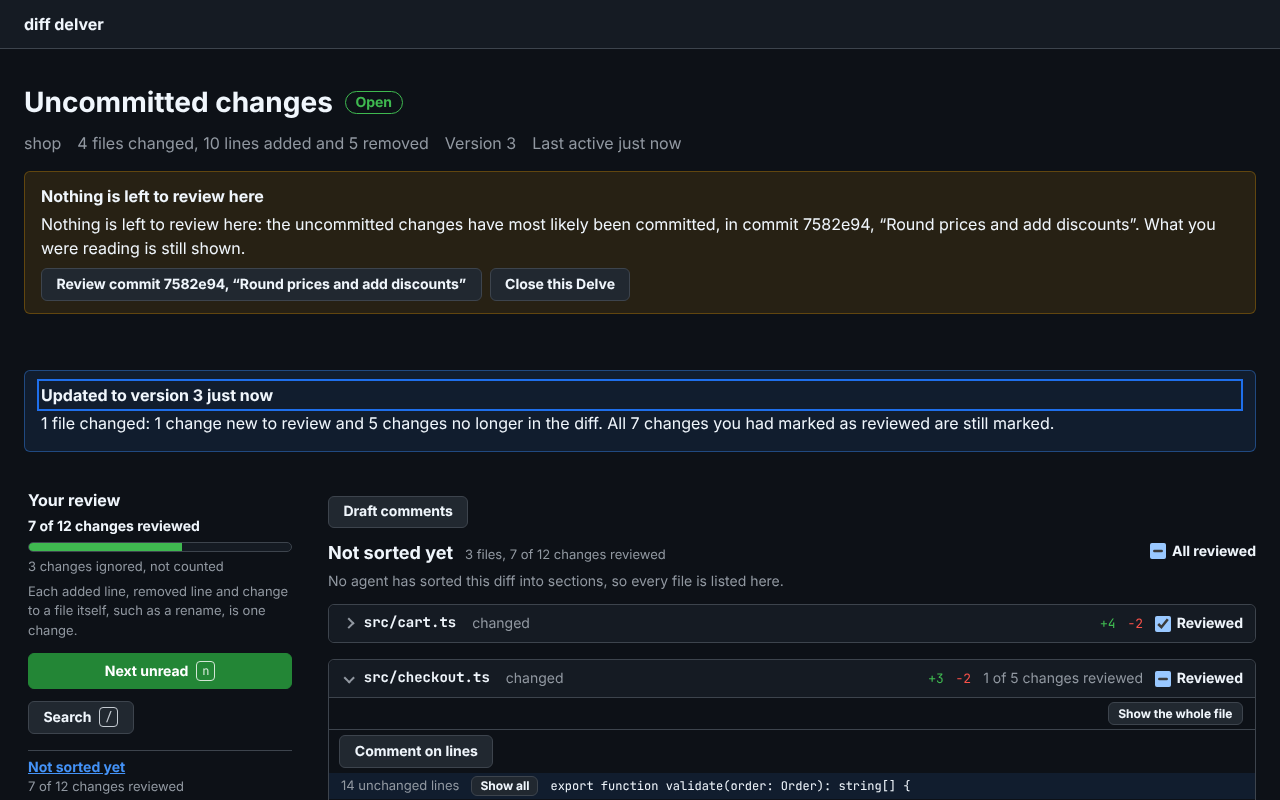 diff delver
Uncommitted changes Open
shop 4 files changed, 10 lines added and 5 removed Version 3 Last active just now
Nothing is left to review here
Nothing is left to review here: the uncommitted changes have most likely been committed, in commit 7582e94, “Round prices and add discounts”. What you
were reading is still shown.
Review commit 7582e94, “Round prices and add discounts” Close this Delve
Updated to version 3 just now
1 file changed: 1 change new to review and 5 changes no longer in the diff. All 7 changes you had marked as reviewed are still marked.
Your review
7 of 12 changes reviewed
3 changes ignored, not counted
Each added line, removed line and change
to a file itself, such as a rename, is one
change.
Next unread n
Search /
Not sorted yet
7 of 12 changes reviewed
Draft comments
Not sorted yet 3 files, 7 of 12 changes reviewed All reviewed
No agent has sorted this diff into sections, so every file is listed here.
src/cart.ts changed +4 -2 Reviewed
src/checkout.ts changed +3 -2 1 of 5 changes reviewed Reviewed
Show the whole file
Comment on lines
14 unchanged lines Show all export function validate(order: Order): string[] {